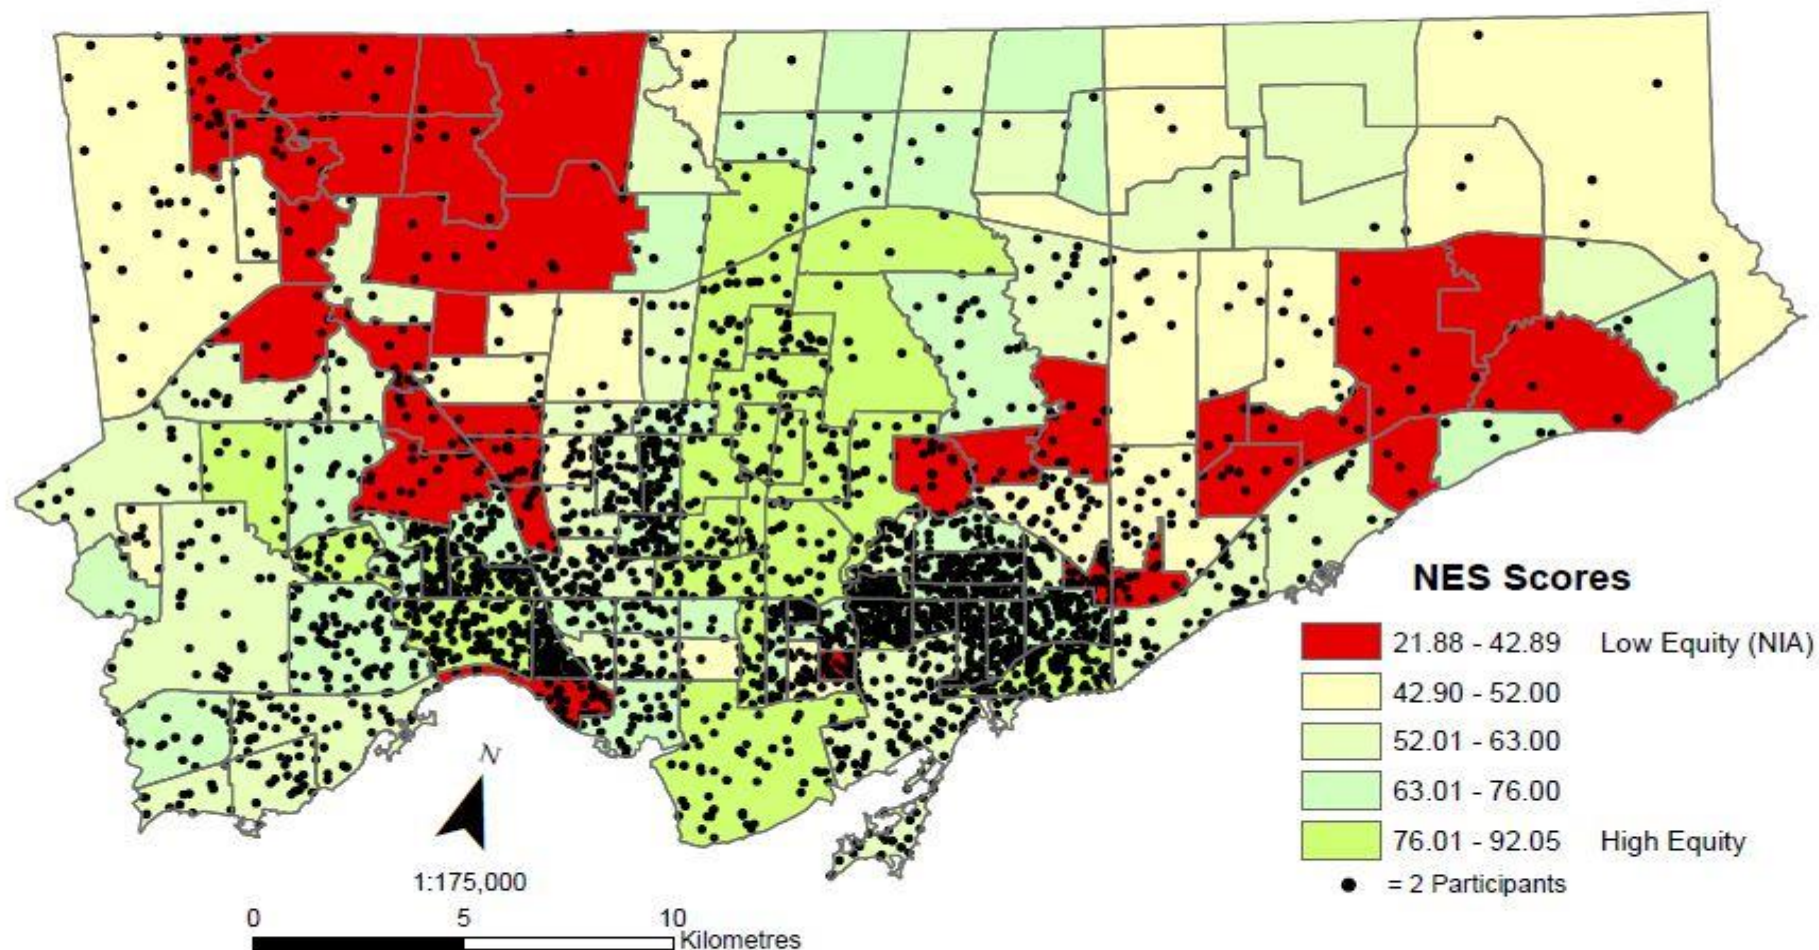 NES Scores
21.88 - 42.89 Low Equity (NIA)
42.90 - 52.00
52.01 - 63.00
63.01 - 76.00
76.01 - 92.05 High Equity
= 2 Participants
N
1:175,000
0 5 10
Kilometres